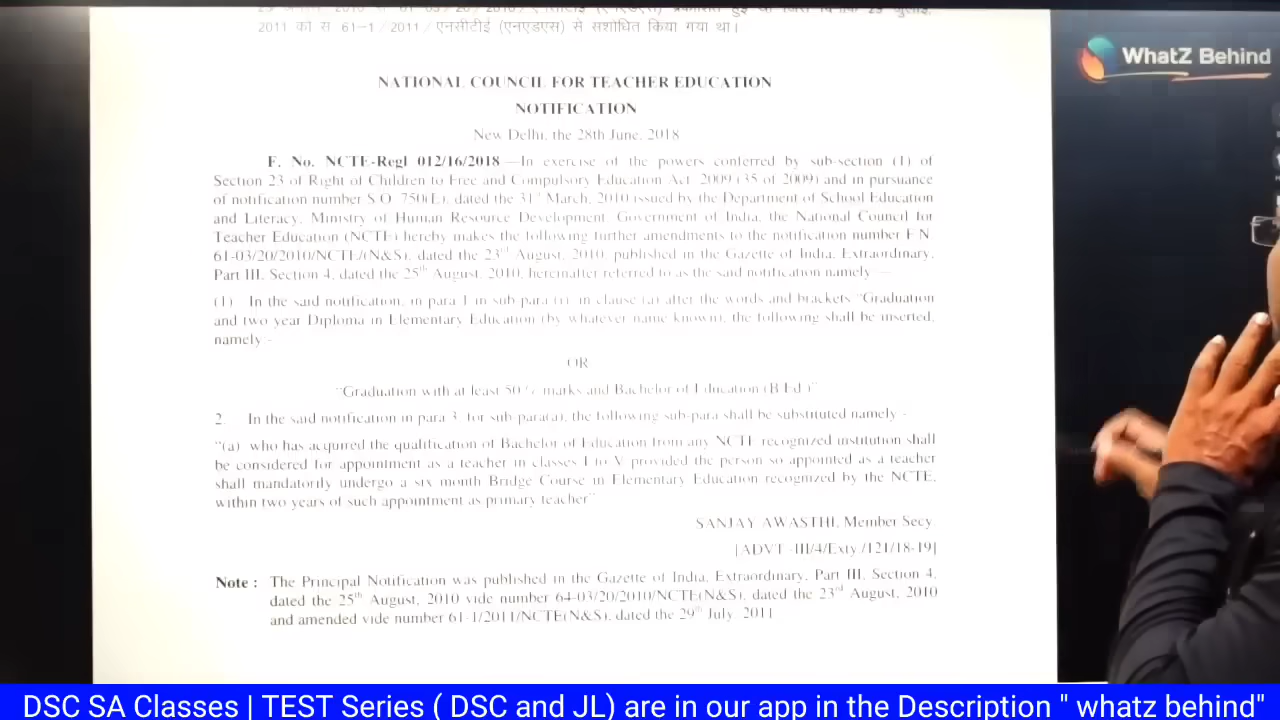 2011 का स 61-1/2011/एनसीटीई (एनएडएस) से सशोधित किया गया था।
WhatZ Behind
NATIONAL COUNCIL FOR TEACHER EDUCATION
NOTIFICATION
New Delhi, the 28th June, 2018
F. No. NCTE-Regl 012/16/2018 —In exercise of the powers conferred by sub-section (1) of
Section 23 of Right of Children to Free and Compulsory Education Act 2009 (35 of 2009) and in pursuance
of notification number S.O. 750(E), dated the 31st March, 2010 issued by the Department of School Education
and Literacy, Ministry of Human Resource Development Government of India, the National Council for
Teacher Education (NCTE) hereby makes the following further amendments to the notification number F.N.
61-03/20/2010/NCTE/(N&S), dated the 23rd August, 2010 published in the Gazette of India, Extraordinary,
Part III, Section 4, dated the 25th August, 2010, hereinafter referred to as the said notification namely:—
(1) In the said notification, in para 1 in sub-para (i), in clause (a) after the words and brackets "Graduation
and two year Diploma in Elementary Education (by whatever name known), the following shall be inserted,
namely:-
OR
"Graduation with at least 50% marks and Bachelor of Education (B.Ed.)"
2. In the said notification in para 3 for sub para(a), the following sub-para shall be substituted namely:-
"(a) who has acquired the qualification of Bachelor of Education from any NCTE recognized institution shall
be considered for appointment as a teacher in classes I to V provided the person so appointed as a teacher
shall mandatorily undergo a six month Bridge Course in Elementary Education recognized by the NCTE,
within two years of such appointment as primary teacher"
SANJAY AWASTHI, Member Secy
[ADVT.-III/4/Exty./121/18-19]
Note : The Principal Notification was published in the Gazette of India, Extraordinary, Part III, Section 4,
dated the 25th August, 2010 vide number 64-03/20/2010/NCTE(N&S), dated the 23rd August, 2010
and amended vide number 61-1/2011/NCTE(N&S), dated the 29th July, 2011
DSC SA Classes | TEST Series ( DSC and JL) are in our app in the Description " whatz behind"